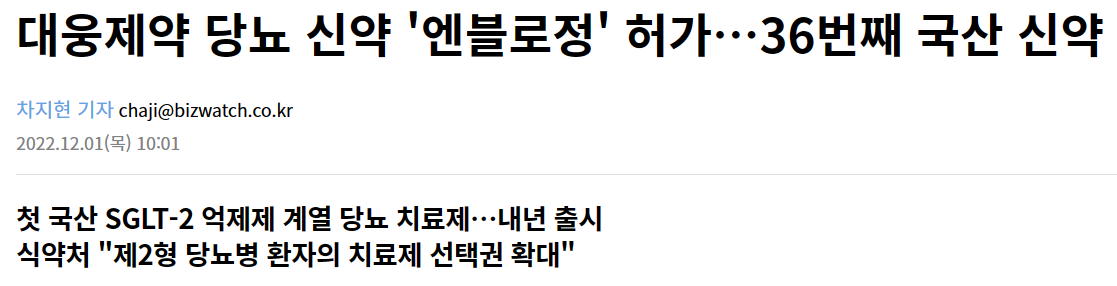 대웅제약 당뇨 신약 '엔블로정' 허가…36번째 국산 신약
차지현 기자 chaji@bizwatch.co.kr
2022.12.01(목) 10:01
첫 국산 SGLT-2 억제제 계열 당뇨 치료제…내년 출시
식약처 "제2형 당뇨병 환자의 치료제 선택권 확대"